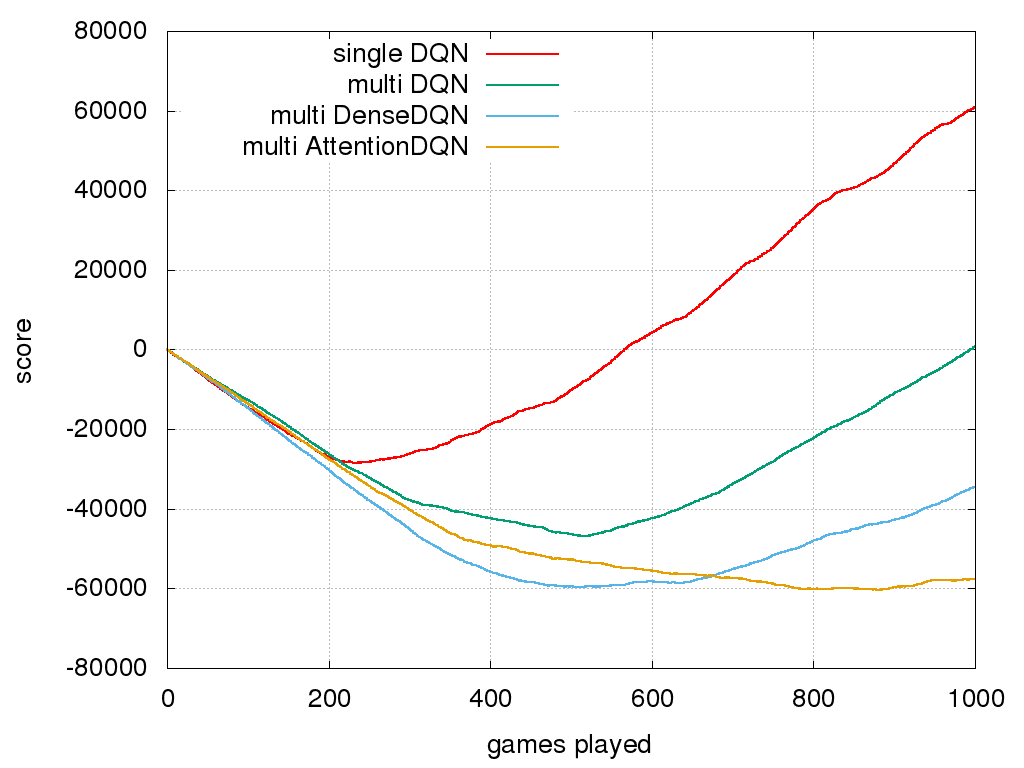 80000
60000
40000
20000
0
-20000
-40000
-60000
-80000
single DQN
multi DQN
multi DenseDQN
multi AttentionDQN
score
0 200 400 600 800 1000
games played